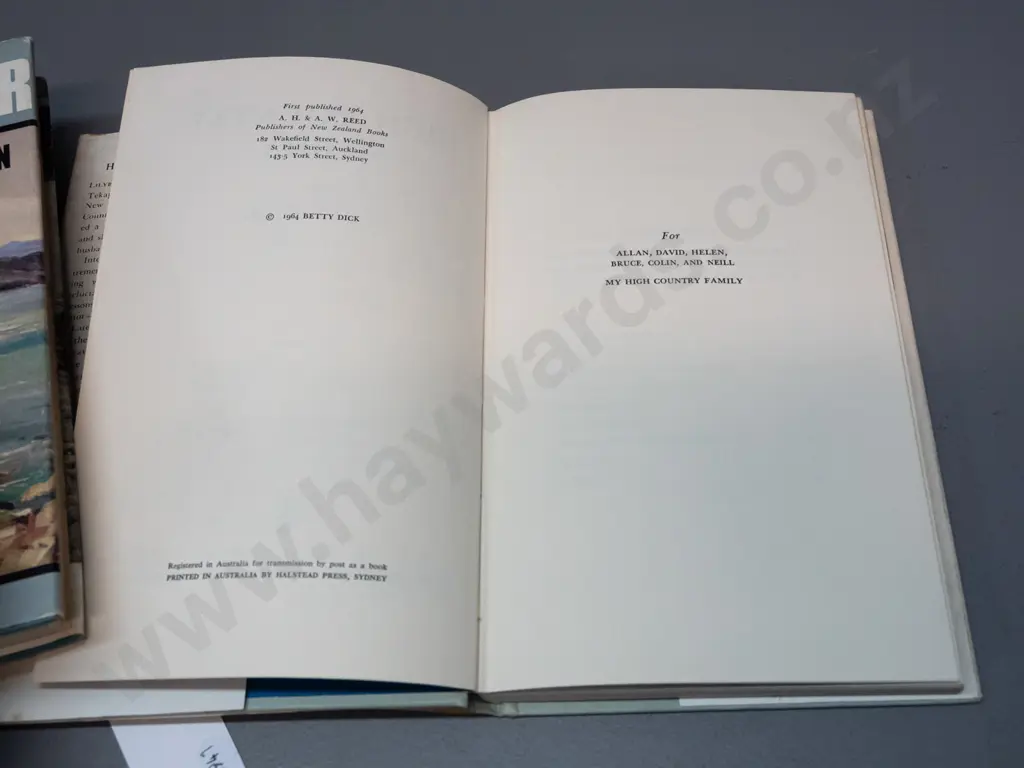 R
N
First published 1964
A. H. & A. W. REED
Publishers of New Zealand Books
182 Wakefield Street, Wellington
St Paul Street, Auckland
143-5 York Street, Sydney
© 1964 BETTY DICK
Registered in Australia for transmission by post as a book
PRINTED IN AUSTRALIA BY HALSTEAD PRESS, SYDNEY
For
ALLAN, DAVID, HELEN,
BRUCE, COLIN, AND NEILL
MY HIGH COUNTRY FAMILY
www.haywards.co.nz